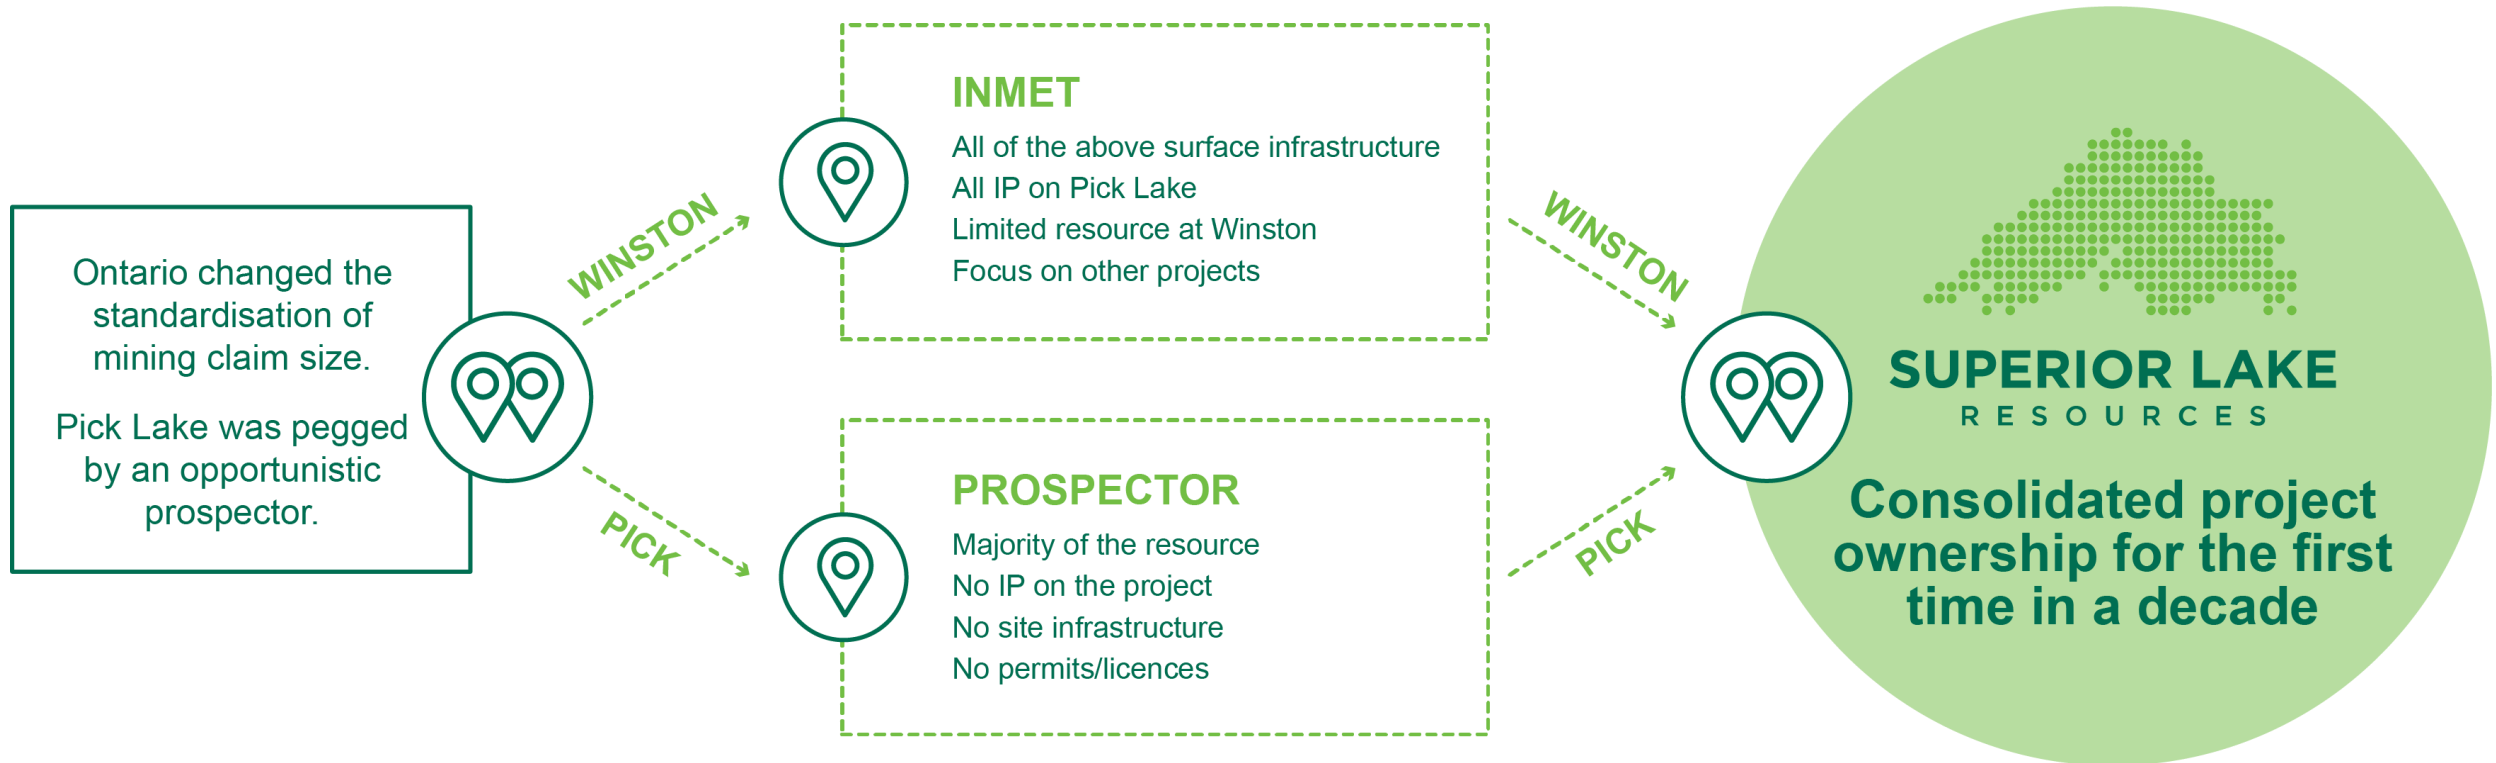 Ontario changed the
standardisation of
mining claim size.
Pick Lake was pegged
by an opportunistic
prospector.
WINSTON
PICK
INMET
All of the above surface infrastructure
All IP on Pick Lake
Limited resource at Winston
Focus on other projects
PROSPECTOR
Majority of the resource
No IP on the project
No site infrastructure
No permits/licences
WINSTON
PICK
SUPERIOR LAKE
RESOURCES
Consolidated project
ownership for the first
time in a decade